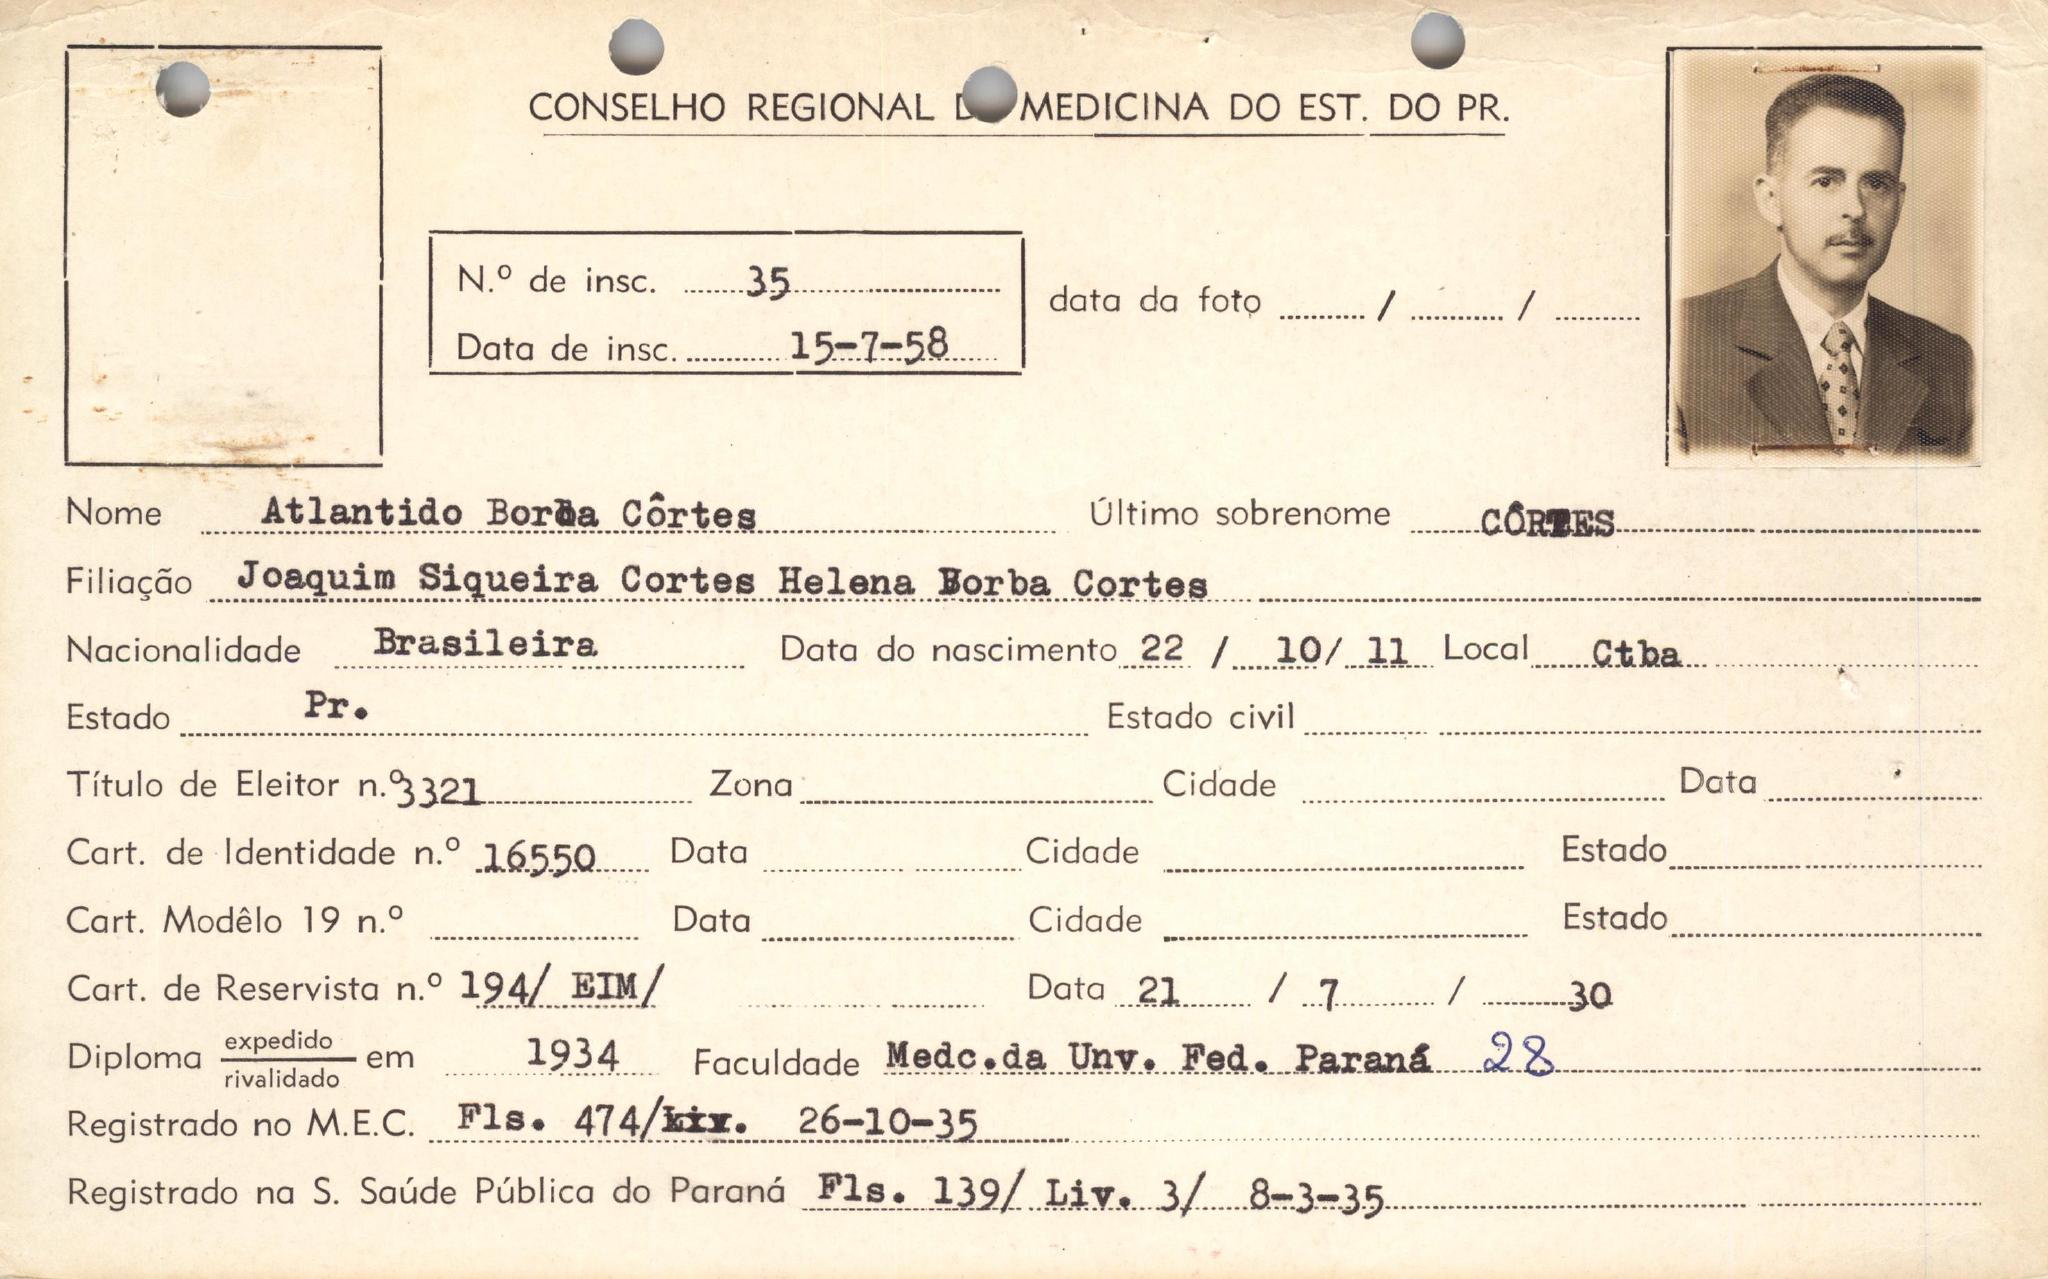 CONSELHO REGIONAL DE MEDICINA DO EST. DO PR.
N.º de insc. 35
Data de insc. 15-7-58
data da foto / /
Nome Atlantido Borba Côrtes Último sobrenome CÔRTES
Filiação Joaquim Siqueira Cortes Helena Borba Cortes
Nacionalidade Brasileira Data do nascimento 22 / 10/ 11 Local Ctba
Estado Pr. Estado civil
Título de Eleitor n.º 3321 Zona Cidade Data
Cart. de Identidade n.º 16550 Data Cidade Estado
Cart. Modêlo 19 n.º Data Cidade Estado
Cart. de Reservista n.º 194/ EIM/ Data 21 / 7 / 30
Diploma expedido/rivalidado em 1934 Faculdade Medc.da Unv. Fed. Paraná 28
Registrado no M.E.C. Fls. 474/ 26-10-35
Registrado na S. Saúde Pública do Paraná Fls. 139/ Liv. 3/ 8-3-35